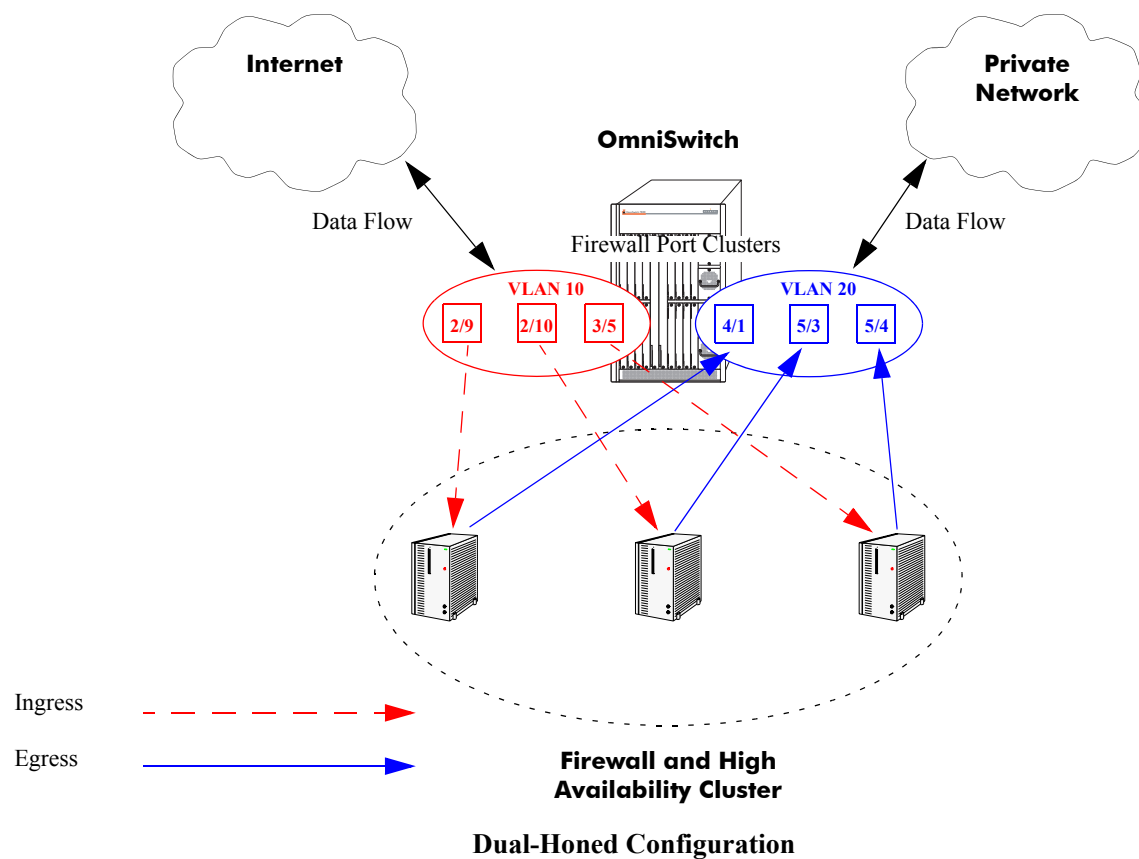 Internet
Private
Network
OmniSwitch
Data Flow
Data Flow
Firewall Port Clusters
VLAN 10
VLAN 20
2/9
2/10
3/5
4/1
5/3
5/4
Ingress
Egress
Firewall and High
Availability Cluster
Dual-Honed Configuration